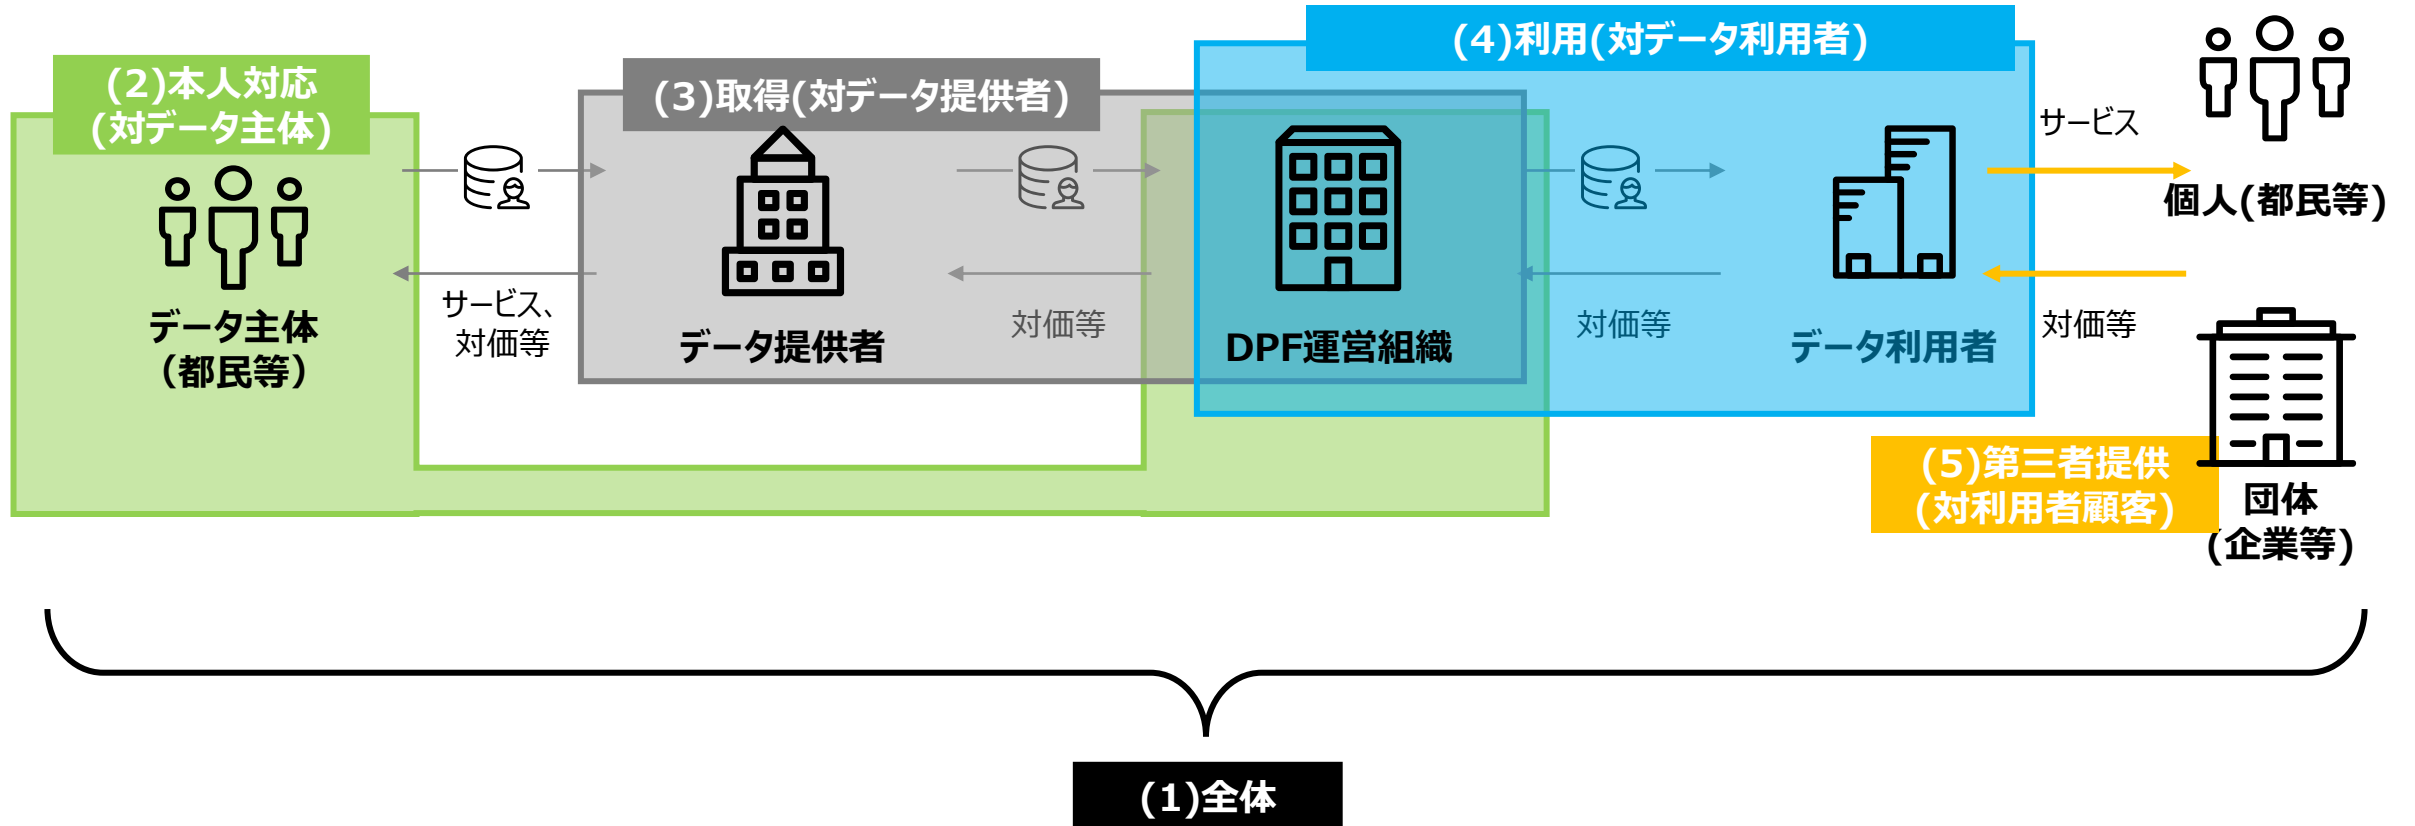 (2)本人対応
(対データ主体)
データ主体
(都民等)
サービス、
対価等
(3)取得(対データ提供者)
データ提供者
対価等
DPF運営組織
(4)利用(対データ利用者)
対価等
データ利用者
サービス
対価等
個人(都民等)
団体
(企業等)
(5)第三者提供
(対利用者顧客)
(1)全体